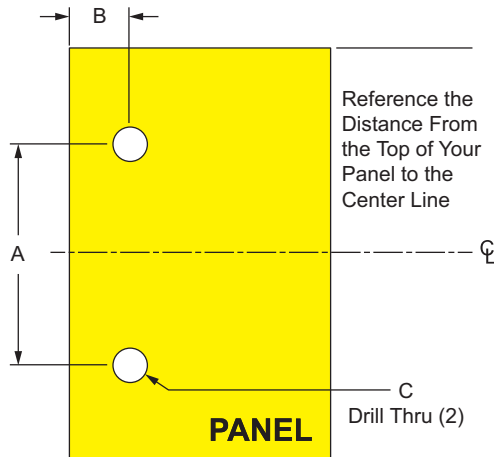 B
Reference the
Distance From
the Top of Your
Panel to the
Center Line
A
℄
C
Drill Thru (2)
PANEL